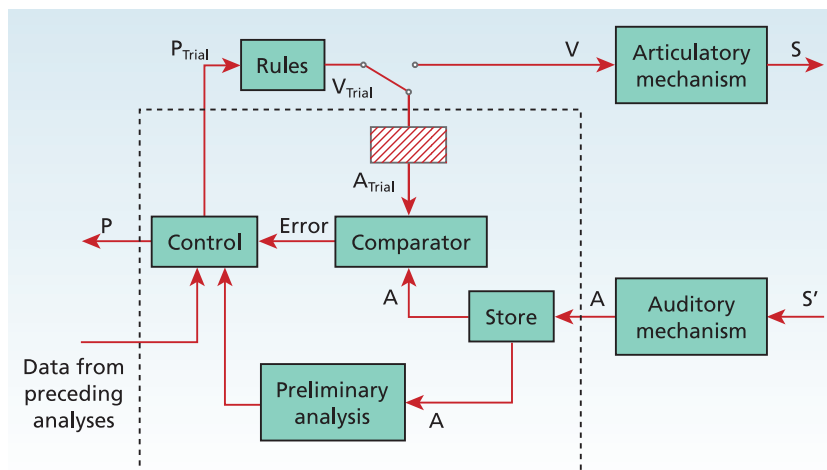 P_Trial
Rules
V_Trial
V
Articulatory
mechanism
S
A_Trial
P
Control
Error
Comparator
A
Store
A
Auditory
mechanism
S'
Data from
preceding
analyses
Preliminary
analysis
A